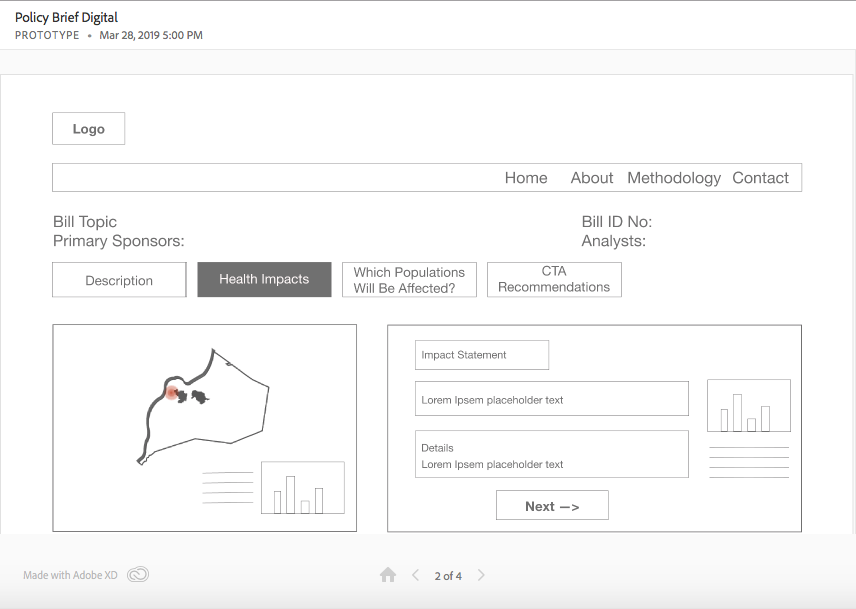 Policy Brief Digital
PROTOTYPE • Mar 28, 2019 5:00 PM
Logo
Home About Methodology Contact
Bill Topic
Primary Sponsors:
Bill ID No:
Analysts:
Description
Health Impacts
Which Populations
Will Be Affected?
CTA
Recommendations
Impact Statement
Lorem Ipsem placeholder text
Details
Lorem Ipsem placeholder text
Next —>
Made with Adobe XD
2 of 4